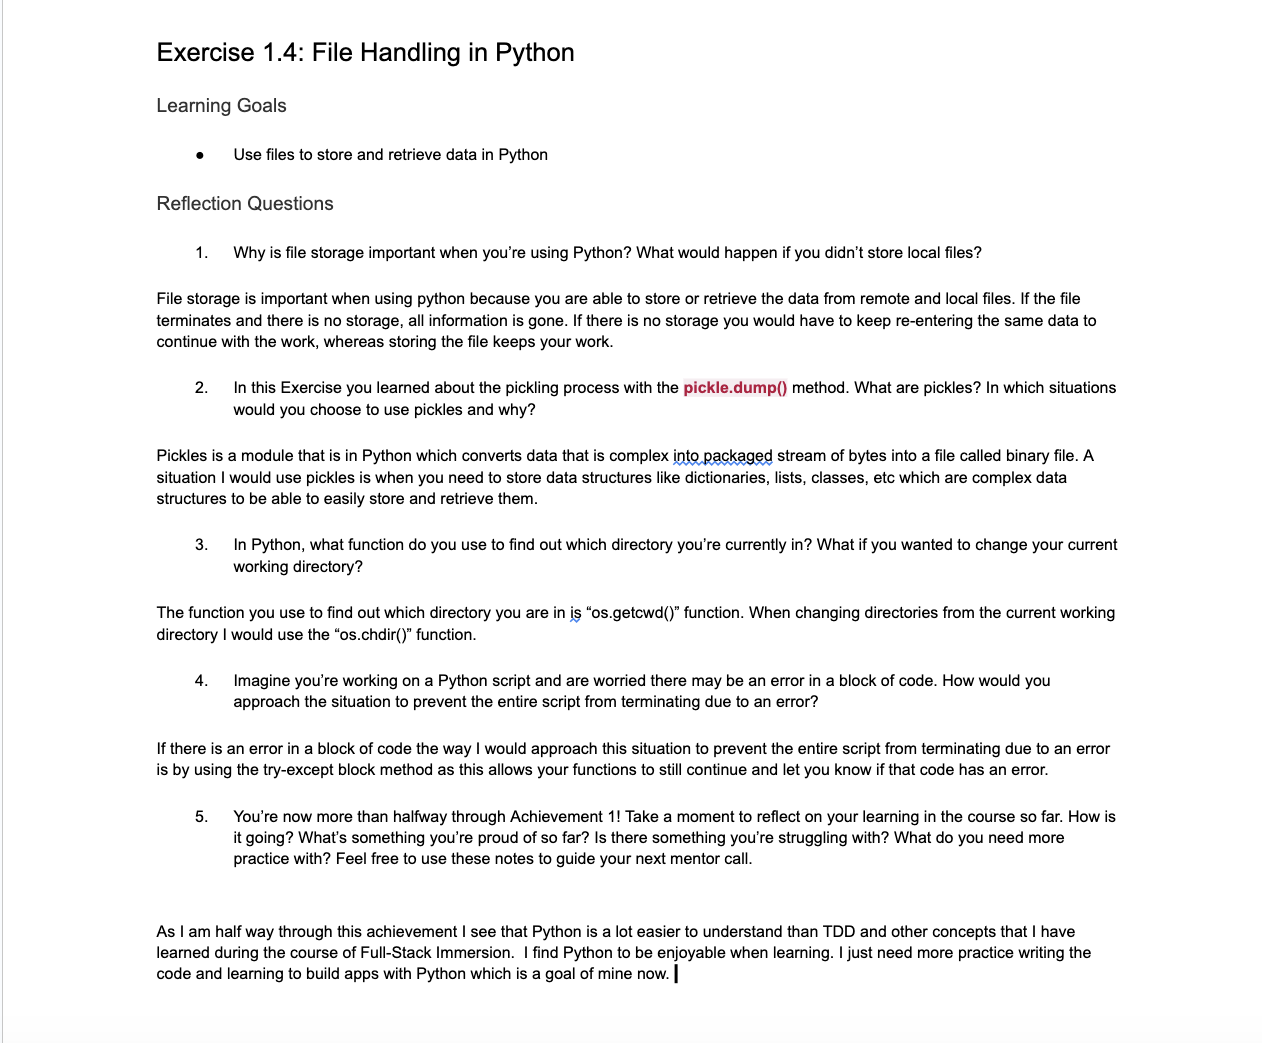 Exercise 1.4: File Handling in Python
Learning Goals
● Use files to store and retrieve data in Python
Reflection Questions
1. Why is file storage important when you’re using Python? What would happen if you didn’t store local files?
File storage is important when using python because you are able to store or retrieve the data from remote and local files. If the file
terminates and there is no storage, all information is gone. If there is no storage you would have to keep re-entering the same data to
continue with the work, whereas storing the file keeps your work.
2. In this Exercise you learned about the pickling process with the pickle.dump() method. What are pickles? In which situations
would you choose to use pickles and why?
Pickles is a module that is in Python which converts data that is complex into packaged stream of bytes into a file called binary file. A
situation I would use pickles is when you need to store data structures like dictionaries, lists, classes, etc which are complex data
structures to be able to easily store and retrieve them.
3. In Python, what function do you use to find out which directory you’re currently in? What if you wanted to change your current
working directory?
The function you use to find out which directory you are in is “os.getcwd()” function. When changing directories from the current working
directory I would use the “os.chdir()” function.
4. Imagine you’re working on a Python script and are worried there may be an error in a block of code. How would you
approach the situation to prevent the entire script from terminating due to an error?
If there is an error in a block of code the way I would approach this situation to prevent the entire script from terminating due to an error
is by using the try-except block method as this allows your functions to still continue and let you know if that code has an error.
5. You’re now more than halfway through Achievement 1! Take a moment to reflect on your learning in the course so far. How is
it going? What’s something you’re proud of so far? Is there something you’re struggling with? What do you need more
practice with? Feel free to use these notes to guide your next mentor call.
As I am half way through this achievement I see that Python is a lot easier to understand than TDD and other concepts that I have
learned during the course of Full-Stack Immersion.  I find Python to be enjoyable when learning. I just need more practice writing the
code and learning to build apps with Python which is a goal of mine now.